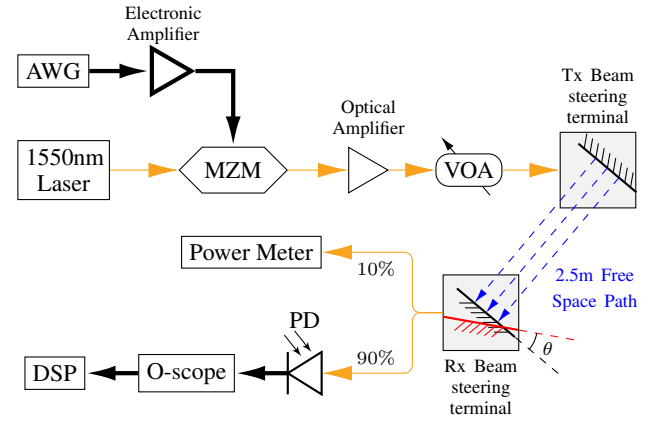 Electronic
Amplifier
AWG
Tx Beam
steering
terminal
Optical
Amplifier
1550nm
Laser
MZM
VOA
Power Meter
10%
2.5m Free
Space Path
PD
90%
θ
DSP
O-scope
Rx Beam
steering
terminal